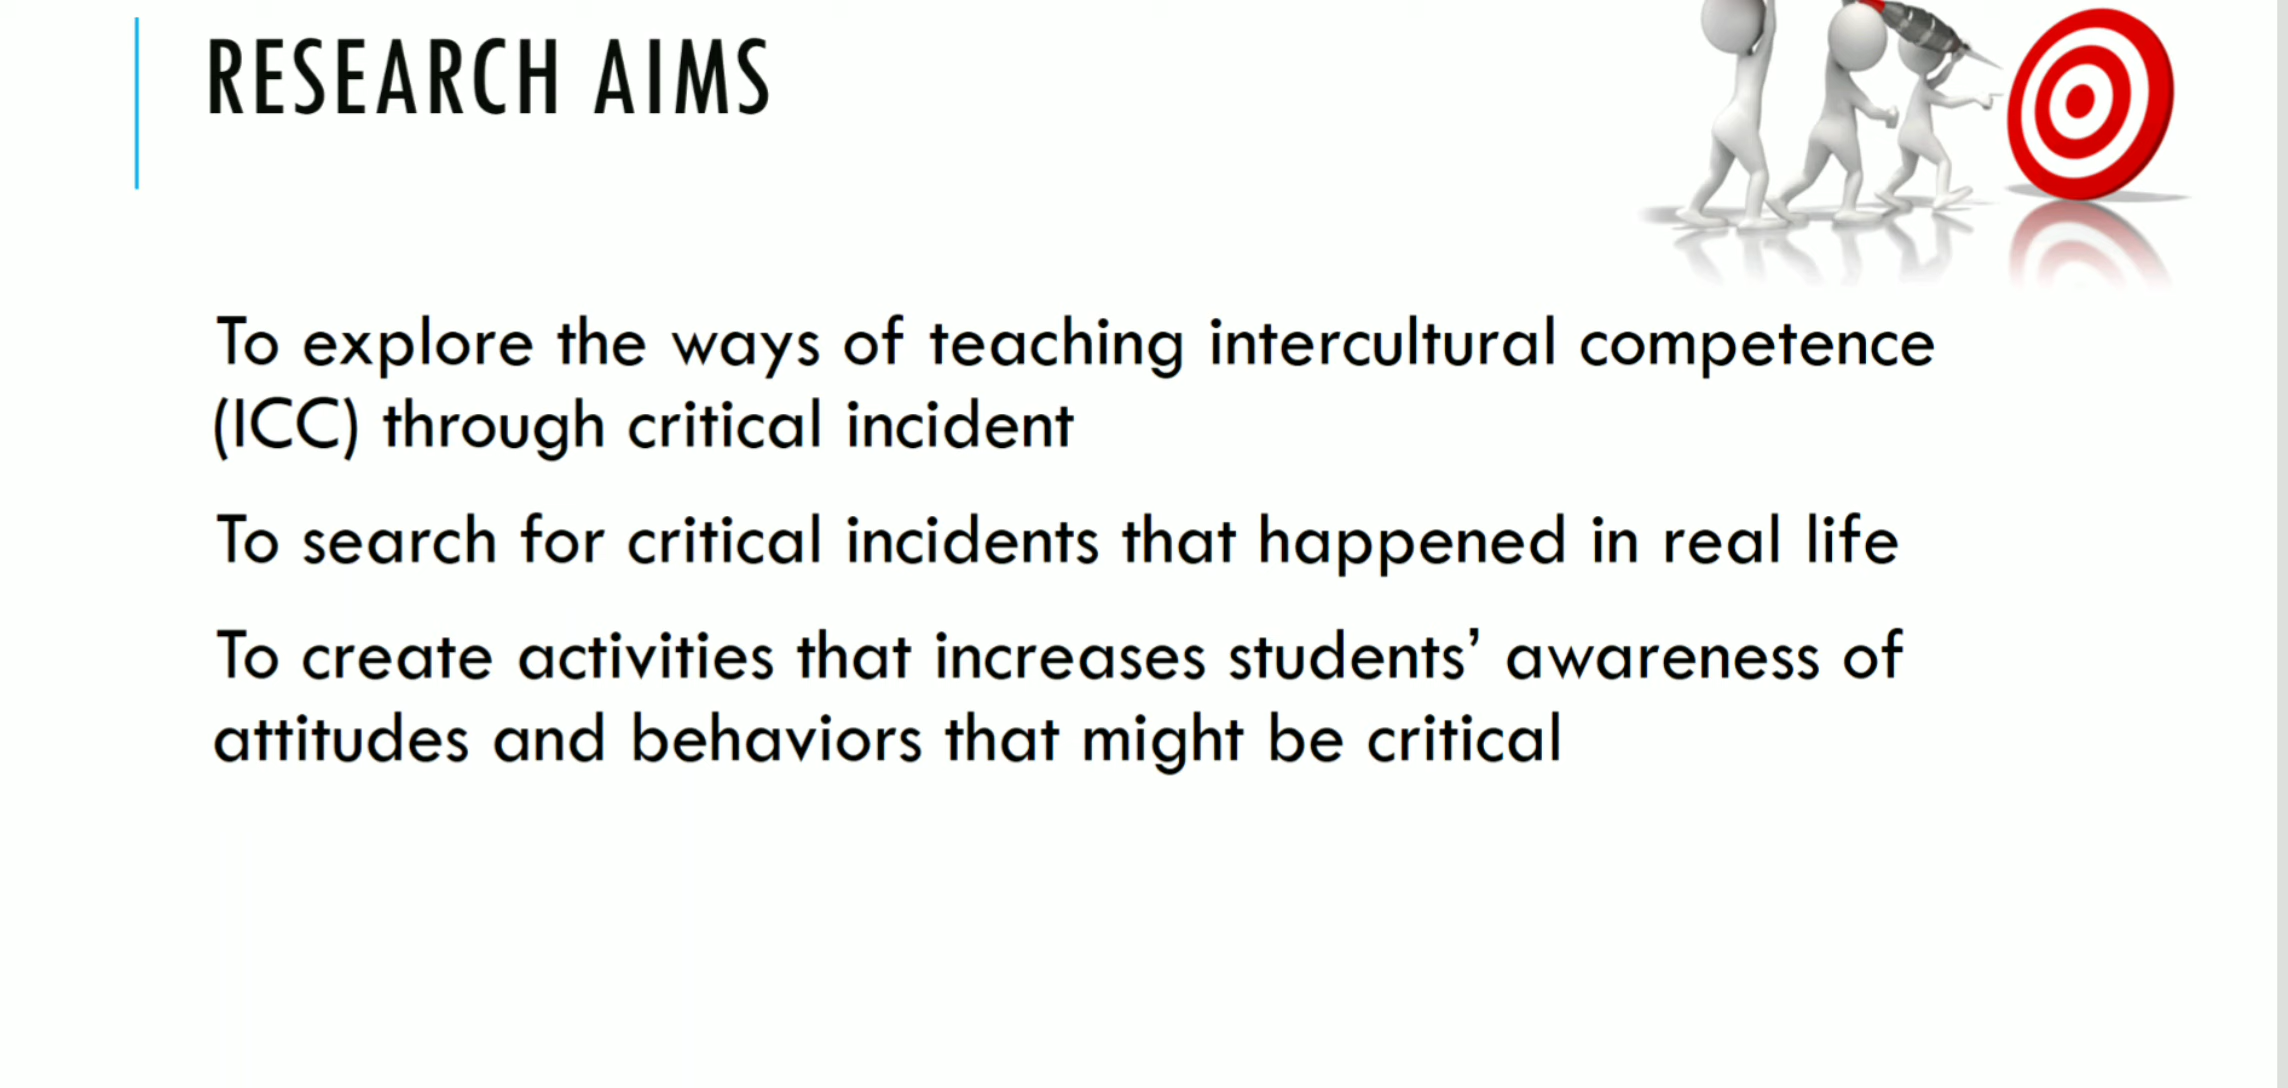 RESEARCH AIMS
To explore the ways of teaching intercultural competence
(ICC) through critical incident
To search for critical incidents that happened in real life
To create activities that increases students’ awareness of
attitudes and behaviors that might be critical